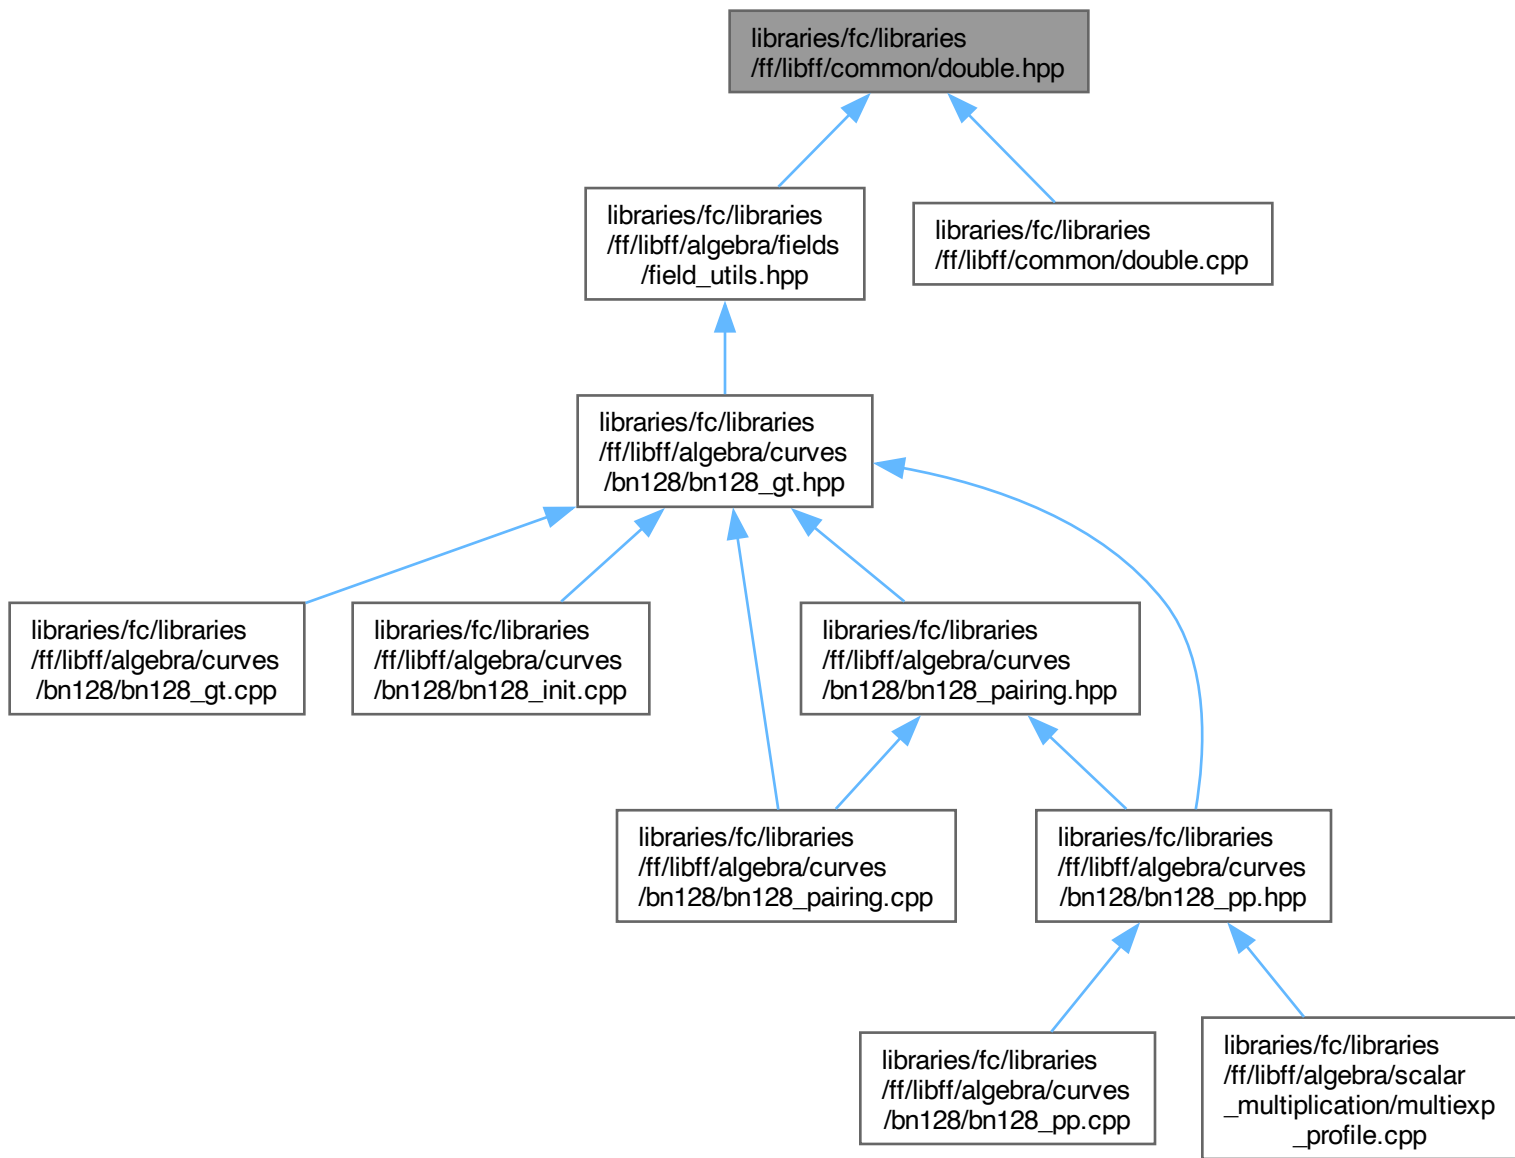 libraries/fc/libraries
/ff/libff/common/double.hpp
libraries/fc/libraries
/ff/libff/algebra/fields
/field_utils.hpp
libraries/fc/libraries
/ff/libff/common/double.cpp
libraries/fc/libraries
/ff/libff/algebra/curves
/bn128/bn128_gt.hpp
libraries/fc/libraries
/ff/libff/algebra/curves
/bn128/bn128_gt.cpp
libraries/fc/libraries
/ff/libff/algebra/curves
/bn128/bn128_init.cpp
libraries/fc/libraries
/ff/libff/algebra/curves
/bn128/bn128_pairing.hpp
libraries/fc/libraries
/ff/libff/algebra/curves
/bn128/bn128_pairing.cpp
libraries/fc/libraries
/ff/libff/algebra/curves
/bn128/bn128_pp.hpp
libraries/fc/libraries
/ff/libff/algebra/curves
/bn128/bn128_pp.cpp
libraries/fc/libraries
/ff/libff/algebra/scalar
_multiplication/multiexp
_profile.cpp